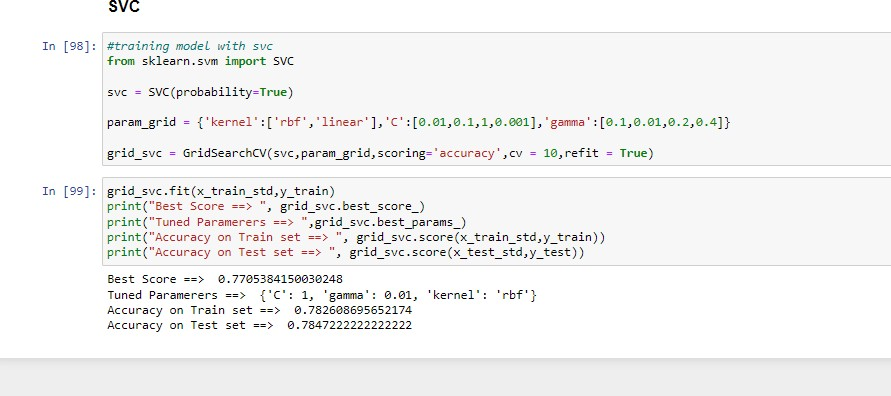 SVC
In [98]: #training model with svc
from sklearn.svm import SVC
svc = SVC(probability=True)
param_grid = {'kernel':['rbf','linear'],'C':[0.01,0.1,1,0.001],'gamma':[0.1,0.01,0.2,0.4]}
grid_svc = GridSearchCV(svc,param_grid,scoring='accuracy',cv = 10,refit = True)
In [99]: grid_svc.fit(x_train_std,y_train)
print("Best Score ==> ", grid_svc.best_score_)
print("Tuned Paramerers ==> ",grid_svc.best_params_)
print("Accuracy on Train set ==> ", grid_svc.score(x_train_std,y_train))
print("Accuracy on Test set ==> ", grid_svc.score(x_test_std,y_test))
Best Score ==>  0.7705384150030248
Tuned Paramerers ==>  {'C': 1, 'gamma': 0.01, 'kernel': 'rbf'}
Accuracy on Train set ==>  0.782608695652174
Accuracy on Test set ==>  0.7847222222222222